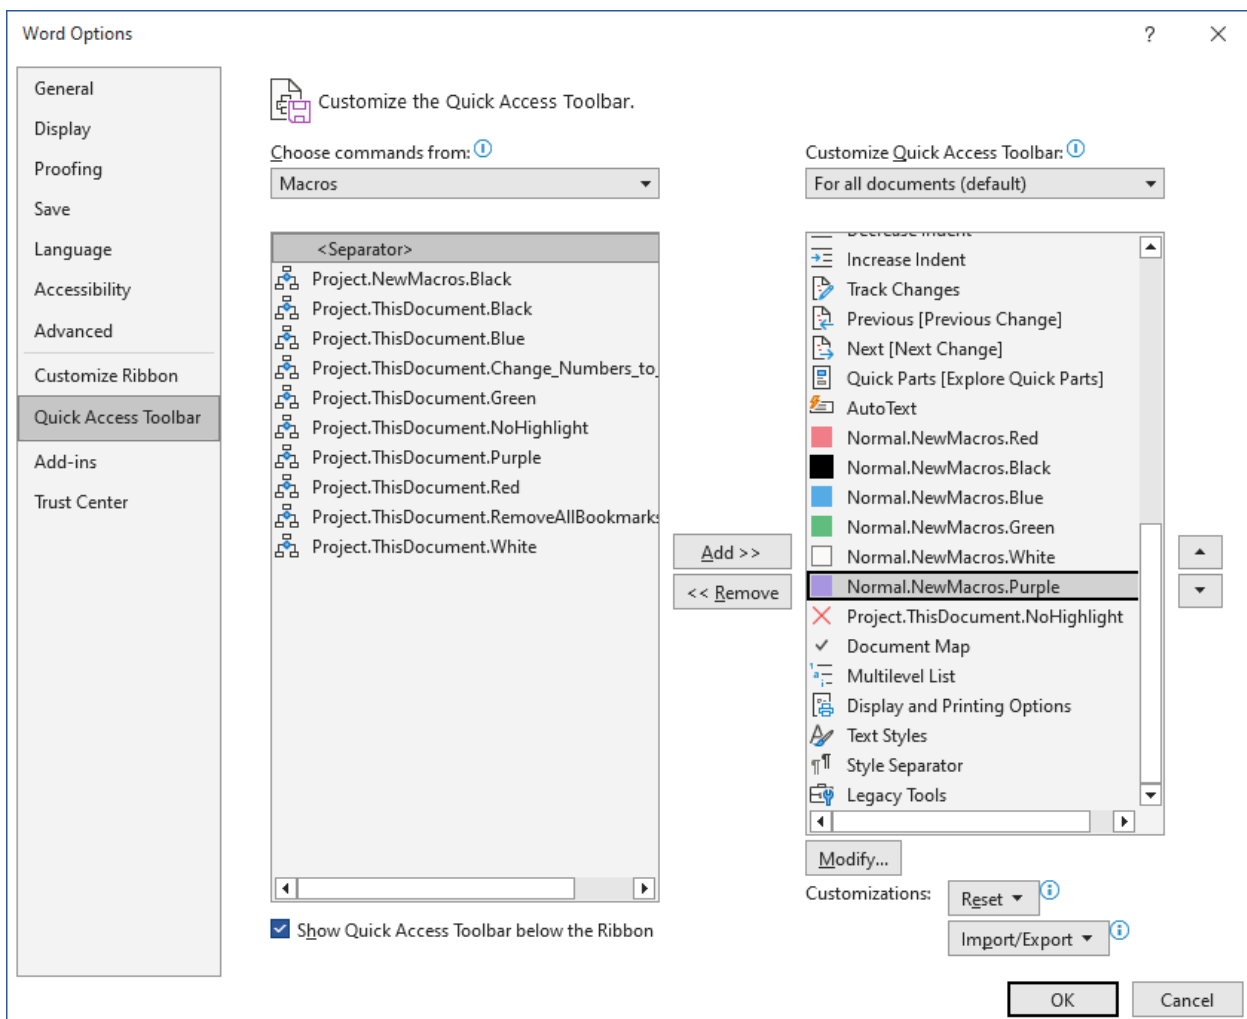 Word Options
?
General
Display
Proofing
Save
Language
Accessibility
Advanced
Customize Ribbon
Quick Access Toolbar
Add-ins
Trust Center
Customize the Quick Access Toolbar.
Choose commands from:
Macros
<Separator>
Project.NewMacros.Black
Project.ThisDocument.Black
Project.ThisDocument.Blue
Project.ThisDocument.Change_Numbers_to_
Project.ThisDocument.Green
Project.ThisDocument.NoHighlight
Project.ThisDocument.Purple
Project.ThisDocument.Red
Project.ThisDocument.RemoveAllBookmarks
Project.ThisDocument.White
Show Quick Access Toolbar below the Ribbon
Add >>
<< Remove
Customize Quick Access Toolbar:
For all documents (default)
Decrease Indent
Increase Indent
Track Changes
Previous [Previous Change]
Next [Next Change]
Quick Parts [Explore Quick Parts]
AutoText
Normal.NewMacros.Red
Normal.NewMacros.Black
Normal.NewMacros.Blue
Normal.NewMacros.Green
Normal.NewMacros.White
Normal.NewMacros.Purple
Project.ThisDocument.NoHighlight
Document Map
Multilevel List
Display and Printing Options
Text Styles
Style Separator
Legacy Tools
Modify...
Customizations:
Reset
Import/Export
OK
Cancel